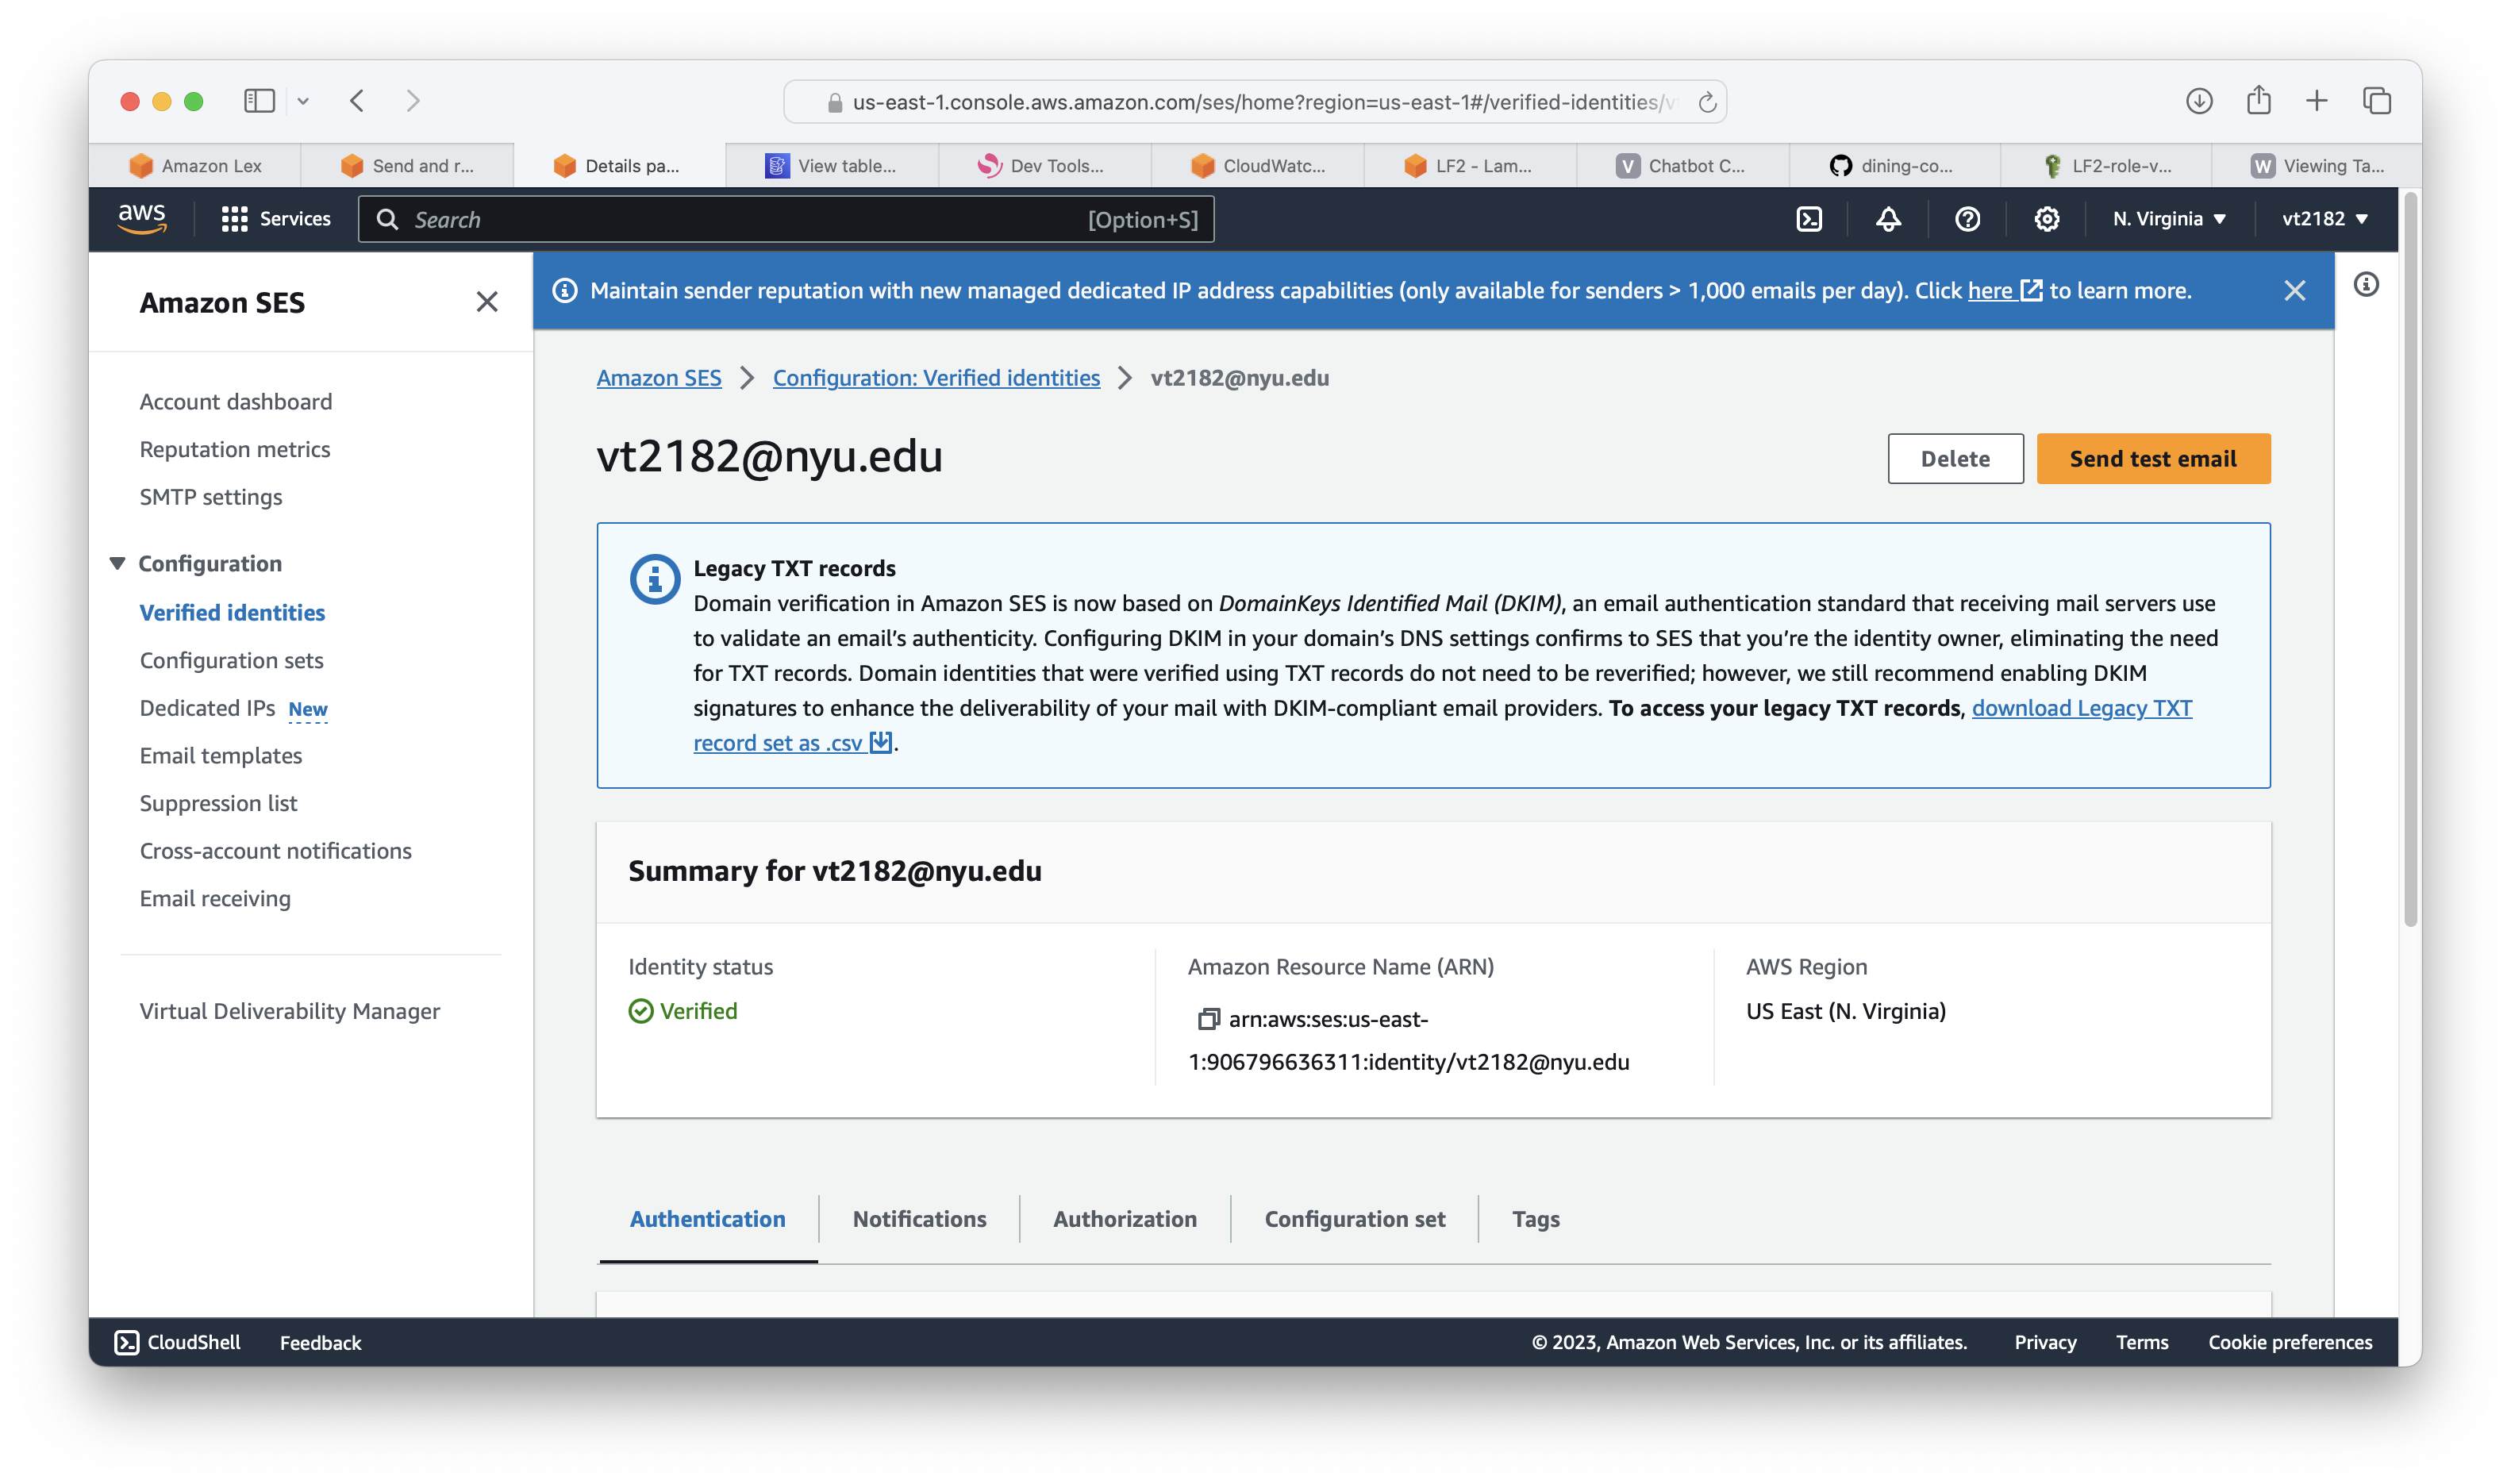 us-east-1.console.aws.amazon.com/ses/home?region=us-east-1#/verified-identities/v
Amazon Lex
Send and r...
Details pa...
View table...
Dev Tools...
CloudWatc...
LF2 - Lam...
V
Chatbot C...
dining-co...
LF2-role-v...
W
Viewing Ta...
aws
Services
Search
[Option+S]
N. Virginia
vt2182
Amazon SES
Maintain sender reputation with new managed dedicated IP address capabilities (only available for senders > 1,000 emails per day). Click here to learn more.
Account dashboard
Reputation metrics
SMTP settings
Configuration
Verified identities
Configuration sets
Dedicated IPs New
Email templates
Suppression list
Cross-account notifications
Email receiving
Virtual Deliverability Manager
Amazon SES
Configuration: Verified identities
vt2182@nyu.edu
vt2182@nyu.edu
Delete
Send test email
Legacy TXT records
Domain verification in Amazon SES is now based on DomainKeys Identified Mail (DKIM), an email authentication standard that receiving mail servers use
to validate an email's authenticity. Configuring DKIM in your domain's DNS settings confirms to SES that you're the identity owner, eliminating the need
for TXT records. Domain identities that were verified using TXT records do not need to be reverified; however, we still recommend enabling DKIM
signatures to enhance the deliverability of your mail with DKIM-compliant email providers. To access your legacy TXT records, download Legacy TXT
record set as .csv .
Summary for vt2182@nyu.edu
Identity status
Verified
Amazon Resource Name (ARN)
arn:aws:ses:us-east-
1:906796636311:identity/vt2182@nyu.edu
AWS Region
US East (N. Virginia)
Authentication
Notifications
Authorization
Configuration set
Tags
CloudShell
Feedback
© 2023, Amazon Web Services, Inc. or its affiliates.
Privacy
Terms
Cookie preferences